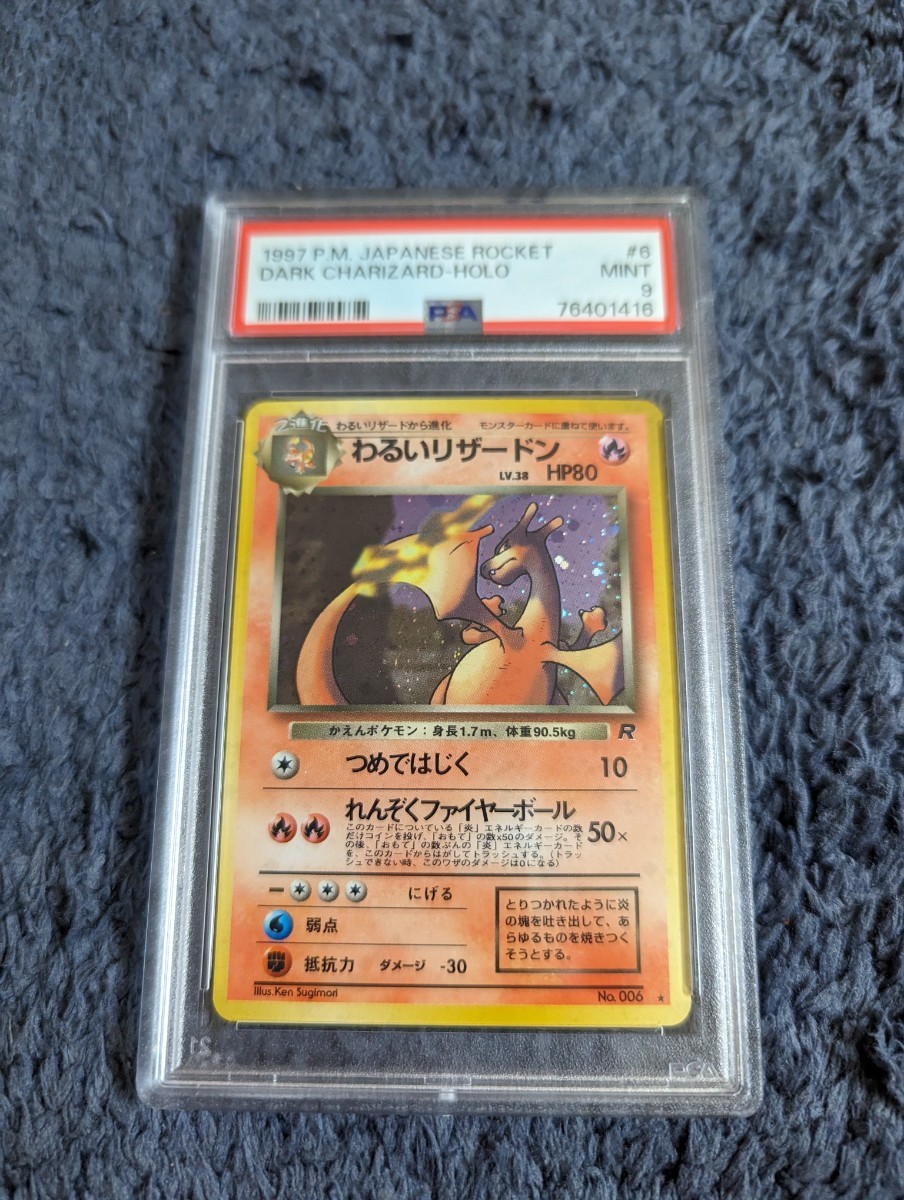 1997 P.M. JAPANESE ROCKET #6
DARK CHARIZARD-HOLO MINT
9
PSA 76401416
2進化 わるいリザードから進化 モンスターカードに重ねて使います。
わるいリザードン
LV.38 HP80
かえんポケモン：身長1.7m、体重90.5kg R
つめではじく 10
れんぞくファイヤーボール
このカードについている「炎」エネルギーカードの数
だけコインを投げ、「おもて」の数×50のダメージ。そ
の後、「おもて」の数ぶんの「炎」エネルギーカード
を、このカードからはがしてトラッシュする。（トラッ
シュできない時、このワザのダメージは0になる）
50×
にげる
弱点
抵抗力 ダメージ -30
とりつかれたように炎
の塊を吐き出して、あ
らゆるものを焼きつく
そうとする。
Illus.Ken Sugimori No. 006 ★
PSA